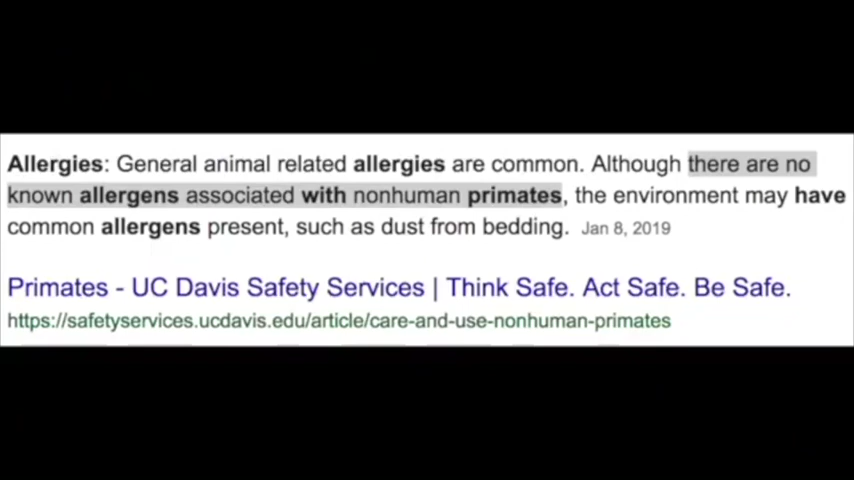 Allergies: General animal related allergies are common. Although there are no
known allergens associated with nonhuman primates, the environment may have
common allergens present, such as dust from bedding. Jan 8, 2019
Primates - UC Davis Safety Services | Think Safe. Act Safe. Be Safe.
https://safetyservices.ucdavis.edu/article/care-and-use-nonhuman-primates